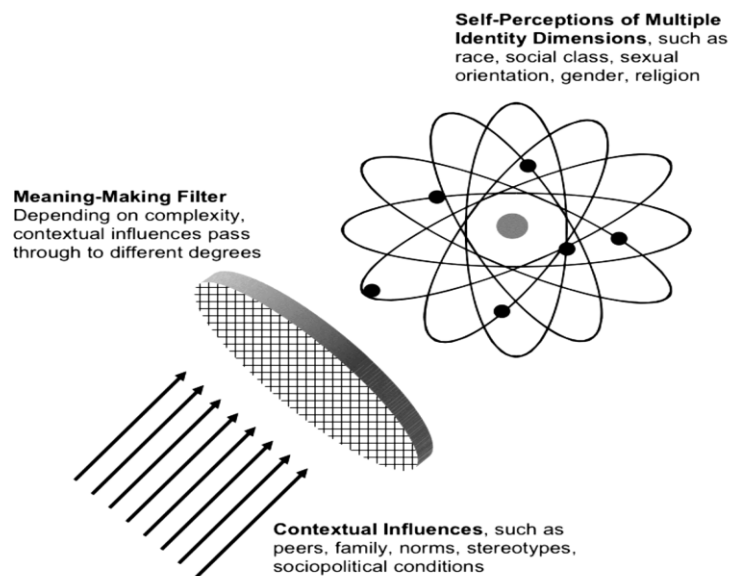 Self-Perceptions of Multiple
Identity Dimensions, such as
race, social class, sexual
orientation, gender, religion
Meaning-Making Filter
Depending on complexity,
contextual influences pass
through to different degrees
Contextual Influences, such as
peers, family, norms, stereotypes,
sociopolitical conditions